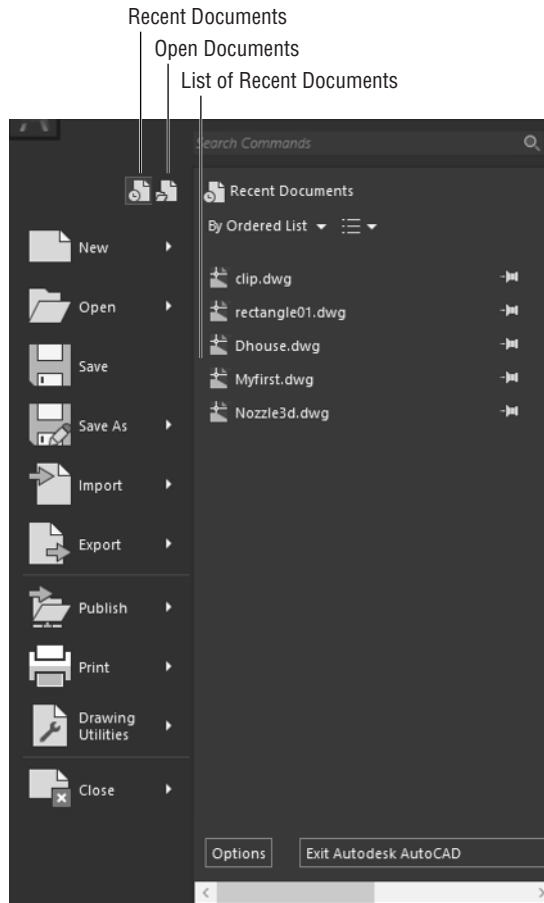 Recent Documents
Open Documents
List of Recent Documents
Search Commands
Recent Documents
By Ordered List
New
clip.dwg
Open
rectangle01.dwg
Dhouse.dwg
Save
Myfirst.dwg
Save As
Nozzle3d.dwg
Import
Export
Publish
Print
Drawing
Utilities
Close
Options
Exit Autodesk AutoCAD